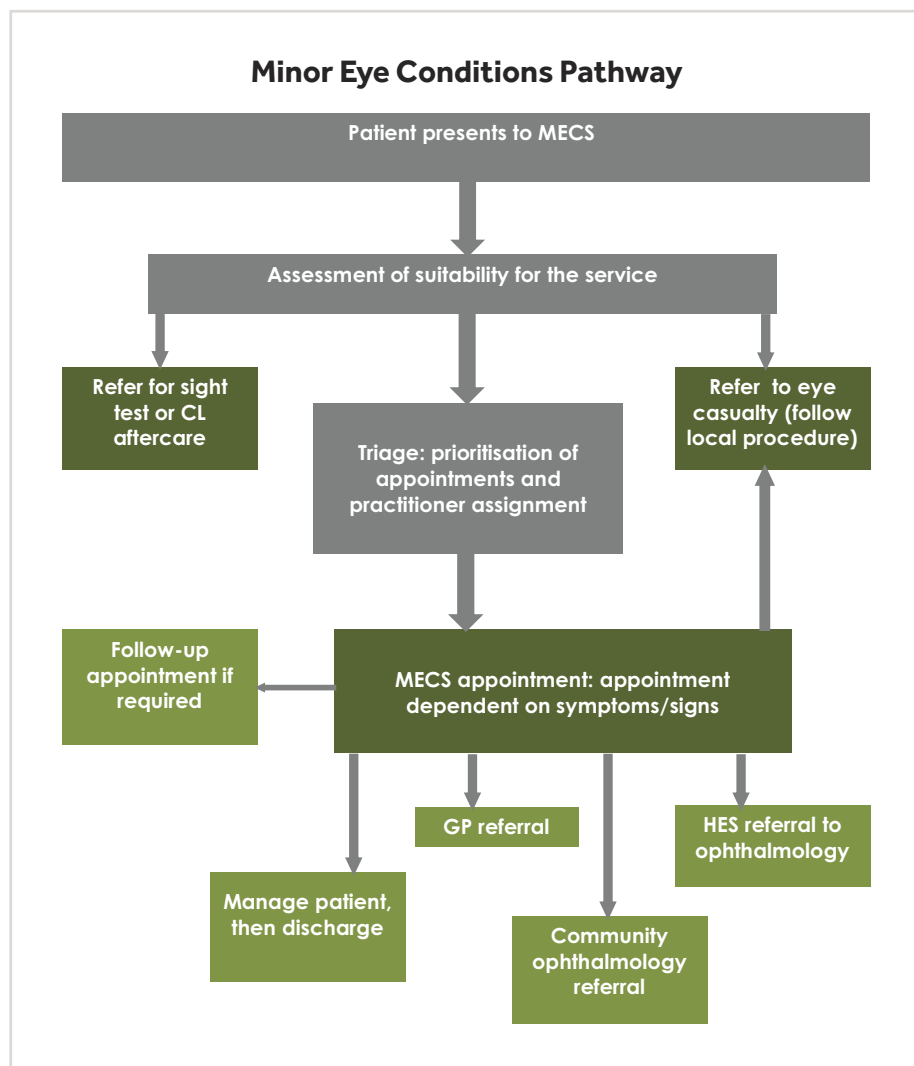 Minor Eye Conditions Pathway
Patient presents to MECS
Assessment of suitability for the service
Refer for sight
test or CL
aftercare
Refer to eye
casualty (follow
local procedure)
Triage: prioritisation of
appointments and
practitioner assignment
Follow-up
appointment if
required
MECS appointment: appointment
dependent on symptoms/signs
GP referral
HES referral to
ophthalmology
Manage patient,
then discharge
Community
ophthalmology
referral